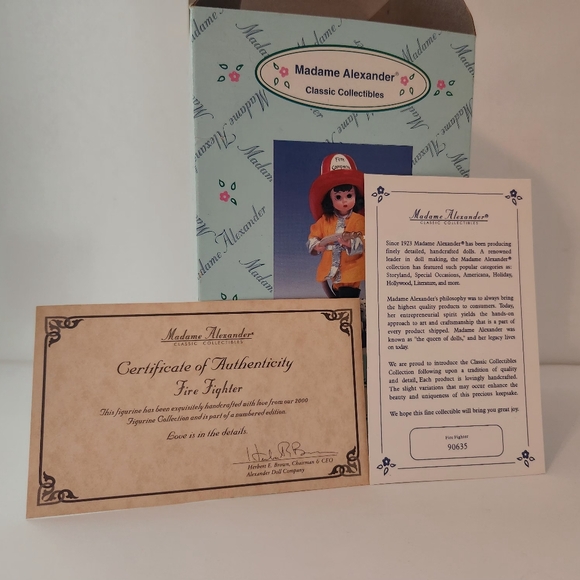 Madame Alexander®
Classic Collectibles
Madame Alexander
Fire
Madame Alexander®
CLASSIC COLLECTIBLES
Since 1923 Madame Alexander® has been producing
finely detailed, handcrafted dolls. A renowned
leader in doll making, the Madame Alexander®
collection has featured such popular categories as:
Storyland, Special Occasions, Americana, Holiday,
Hollywood, Literature, and more.
Madame Alexander's philosophy was to always bring
the highest quality products to consumers. Today,
her entrepreneurial spirit yields the hands-on
approach to art and craftsmanship that is a part of
every product shipped. Madame Alexander was
known as "the queen of dolls," and her legacy lives
on today.
We are proud to introduce the Classic Collectibles
Collection following upon a tradition of quality
and detail, Each product is lovingly handcrafted.
The slight variations that may occur enhance the
beauty and uniqueness of this precious keepsake.
We hope this fine collectible will bring you great joy.
Fire Fighter
90635
Madame Alexander®
CLASSIC COLLECTIBLES
Certificate of Authenticity
Fire Fighter
This figurine has been exquisitely handcrafted with love from our 2000
Figurine Collection and is part of a numbered edition.
Love is in the details.
Herbert E. Brown, Chairman & CEO
Alexander Doll Company